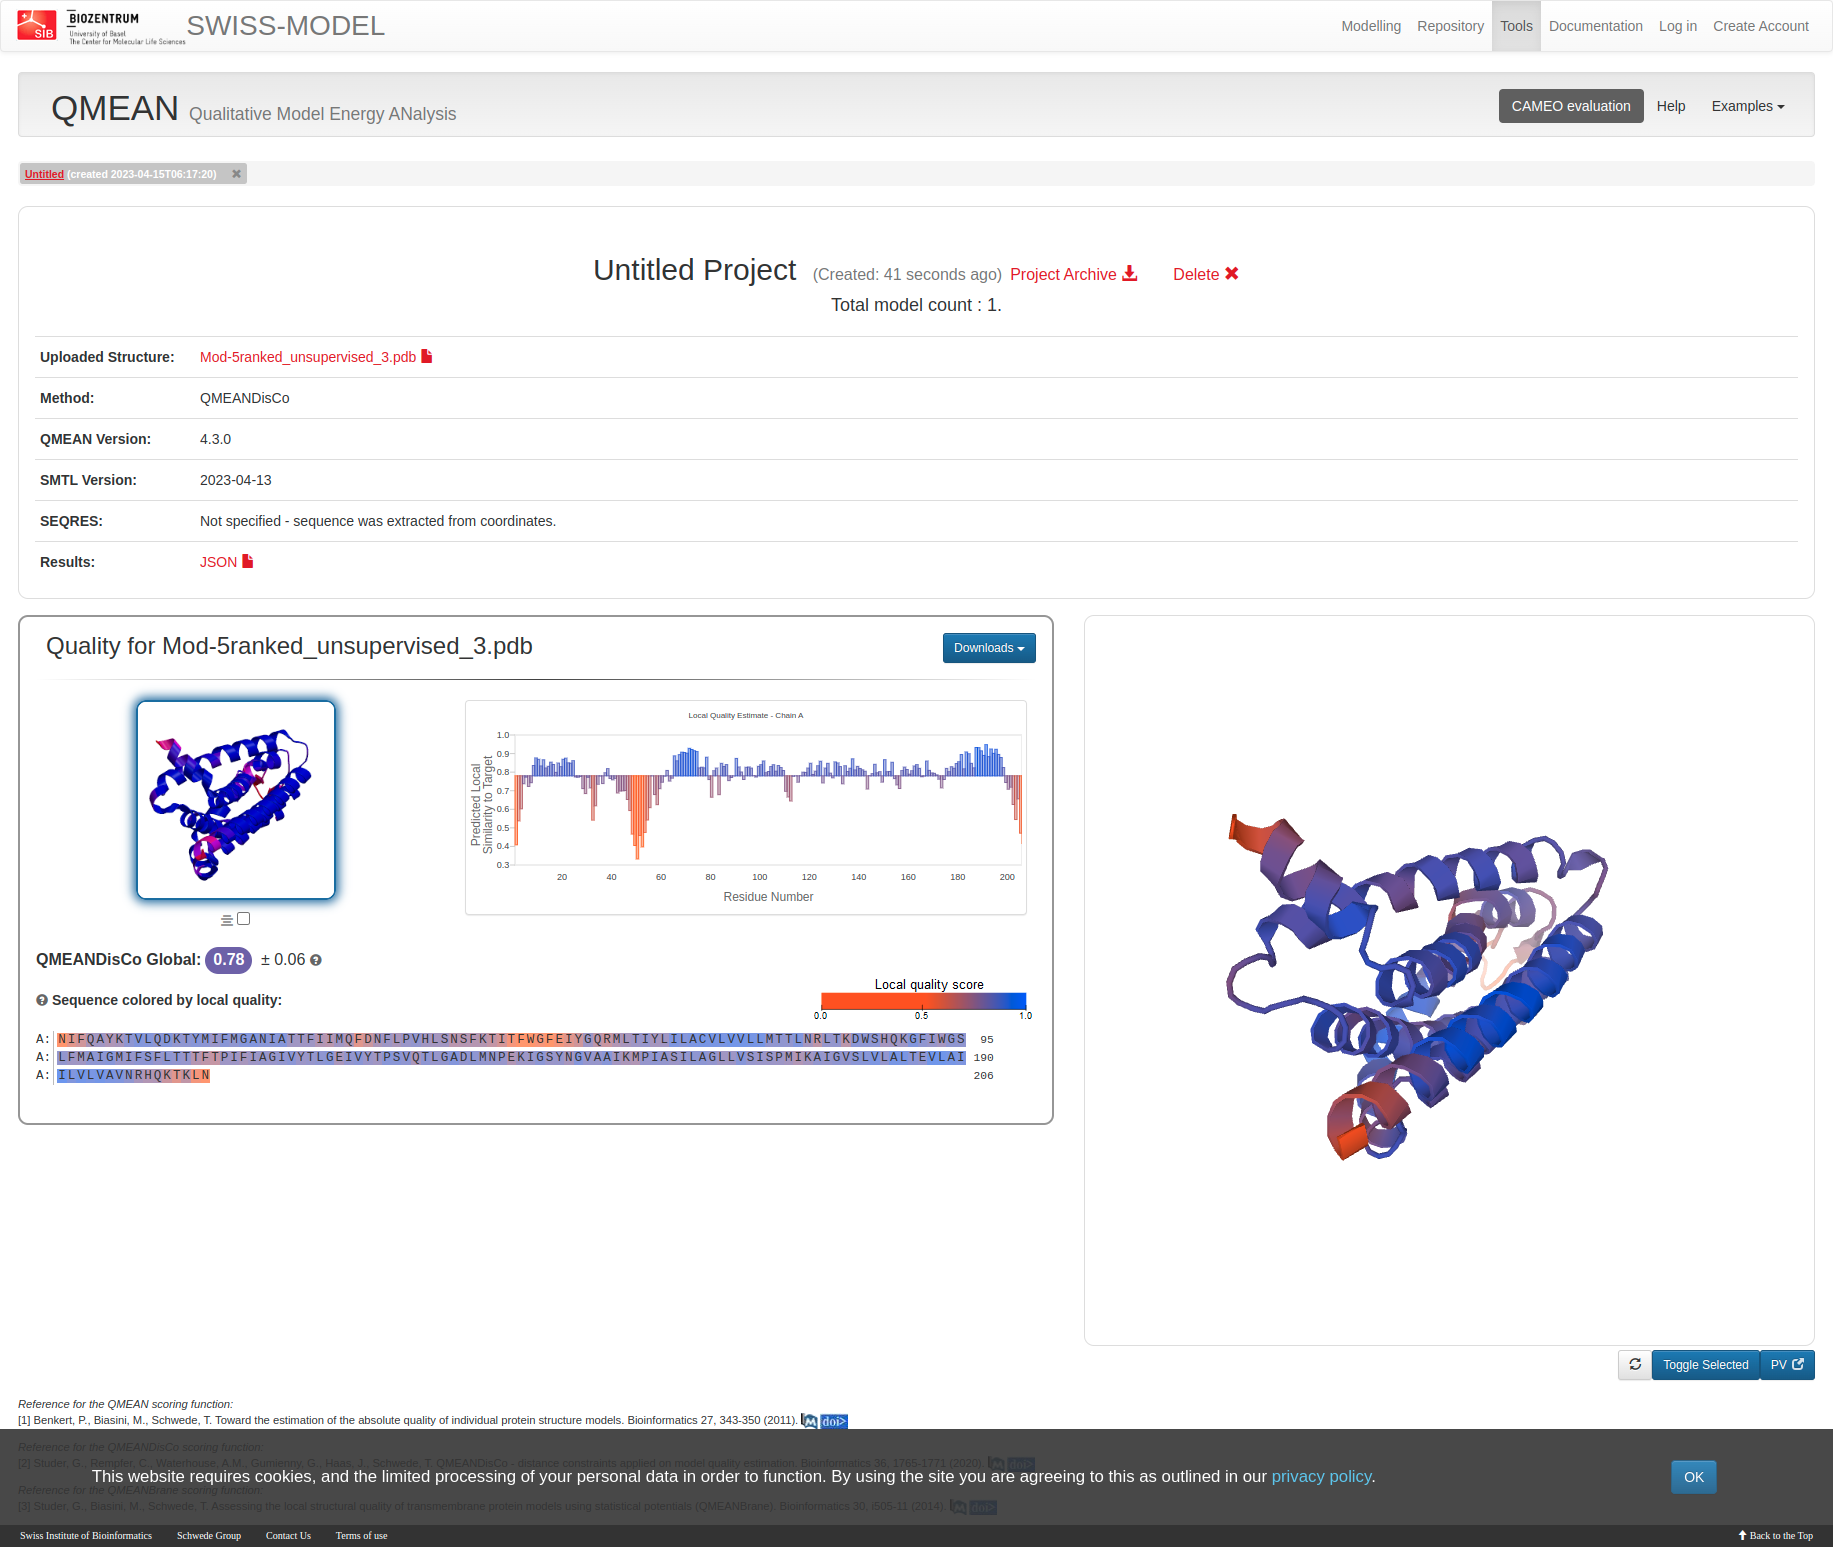 SIB
BIOZENTRUM
University of Basel
The Center for Molecular Life Sciences
SWISS-MODEL
Modelling Repository Tools Documentation Log in Create Account
QMEAN Qualitative Model Energy ANalysis
CAMEO evaluation Help Examples
Untitled (created 2023-04-15T06:17:20)
Untitled Project (Created: 41 seconds ago) Project Archive Delete
Total model count : 1.
Uploaded Structure: Mod-5ranked_unsupervised_3.pdb
Method: QMEANDisCo
QMEAN Version: 4.3.0
SMTL Version: 2023-04-13
SEQRES: Not specified - sequence was extracted from coordinates.
Results: JSON
Quality for Mod-5ranked_unsupervised_3.pdb
Downloads
Local Quality Estimate - Chain A
Predicted Local
Similarity to Target
1.0
0.9
0.8
0.7
0.6
0.5
0.4
0.3
20 40 60 80 100 120 140 160 180 200
Residue Number
QMEANDisCo Global: 0.78 ± 0.06
Sequence colored by local quality:
Local quality score
0.0 0.5 1.0
A: NIFQAYKTVLQDKTYMIFMGANIATTFIIMQFDNFLPVHLSNSFKTITFWGFEIYGQRMLTIYLILACVLVVLLMTTLNRLTKDWSHQKGFIWGS 95
A: LFMAIGMIFSFLTTTFTPIFIAGIVYTLGEIVYTPSVQTLGADLMNPEKIGSYNGVAAIKMPIASILAGLLVSISPMIKAIGVSLVLALTEVLAI 190
A: ILVLVAVNRHQKTKLN 206
Toggle Selected PV
Reference for the QMEAN scoring function:
[1] Benkert, P., Biasini, M., Schwede, T. Toward the estimation of the absolute quality of individual protein structure models. Bioinformatics 27, 343-350 (2011). M doi>
Reference for the QMEANDisCo scoring function:
[2] Studer, G., Rempfer, C., Waterhouse, A.M., Gumienny, G., Haas, J., Schwede, T. QMEANDisCo - distance constraints applied on model quality estimation. Bioinformatics 36, 1765-1771 (2020). M doi>
This website requires cookies, and the limited processing of your personal data in order to function. By using the site you are agreeing to this as outlined in our privacy policy.
OK
Reference for the QMEANBrane scoring function:
[3] Studer, G., Biasini, M., Schwede, T. Assessing the local structural quality of transmembrane protein models using statistical potentials (QMEANBrane). Bioinformatics 30, i505-11 (2014). M doi>
Swiss Institute of Bioinformatics Schwede Group Contact Us Terms of use Back to the Top